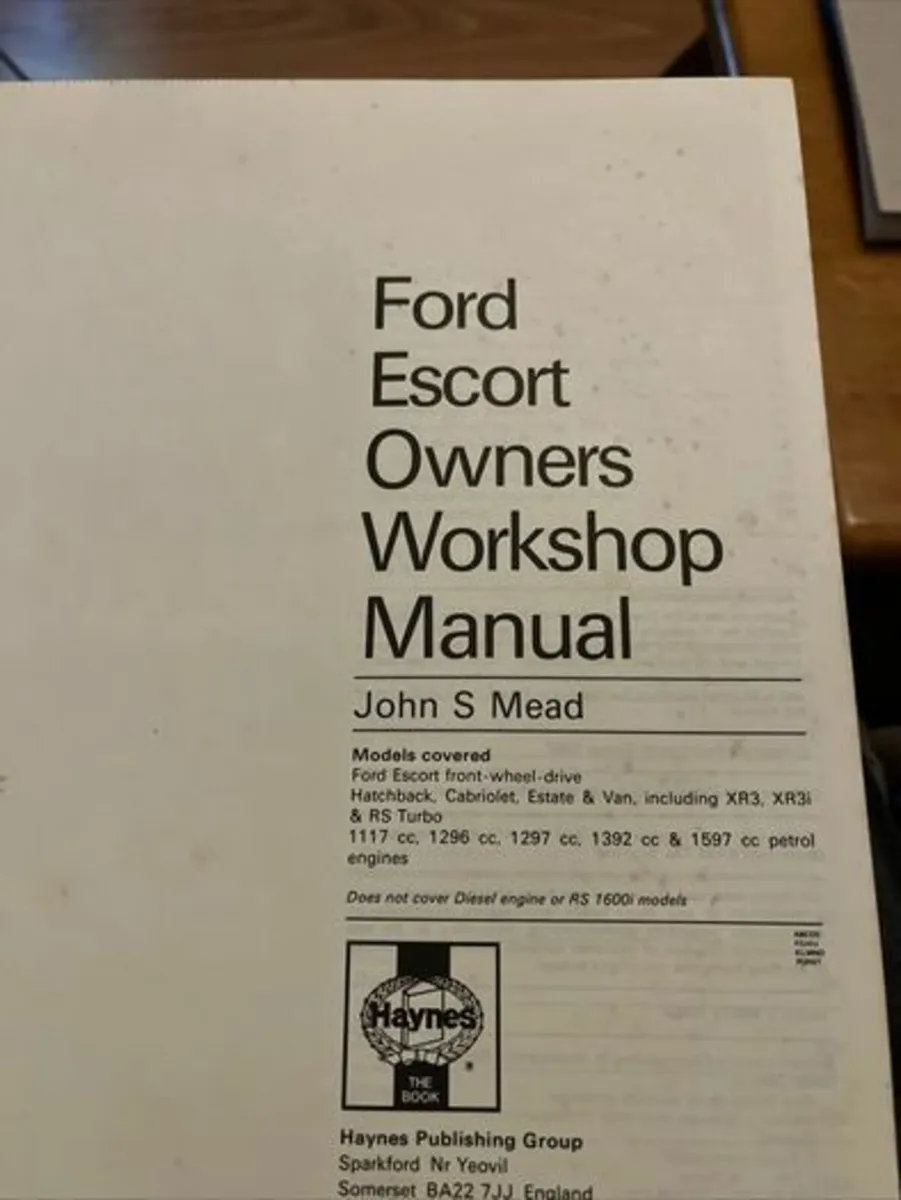 Ford
Escort
Owners
Workshop
Manual
John S Mead
Models covered
Ford Escort front-wheel-drive
Hatchback, Cabriolet, Estate & Van, including XR3, XR3i
& RS Turbo
1117 cc, 1296 cc, 1297 cc, 1392 cc & 1597 cc petrol
engines
Does not cover Diesel engine or RS 1600i models
Haynes
®
THE
BOOK
Haynes Publishing Group
Sparkford Nr Yeovil
Somerset BA22 7JJ England